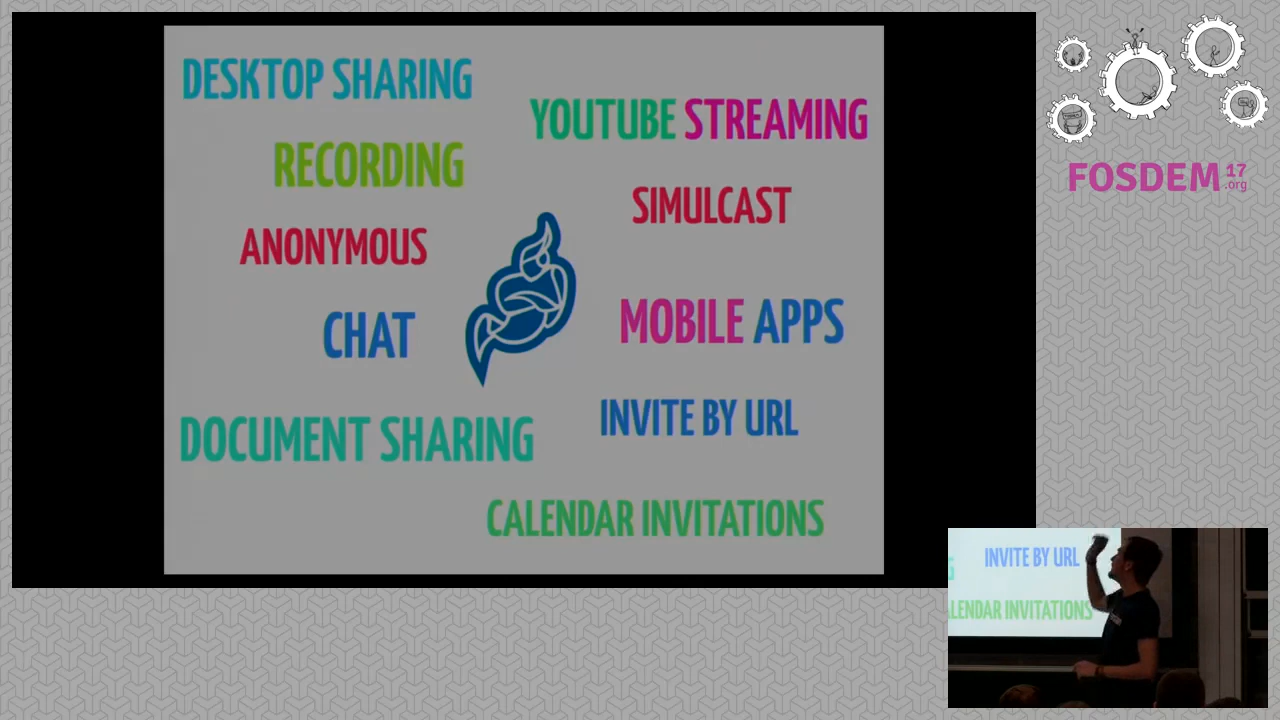 DESKTOP SHARING
YOUTUBE STREAMING
RECORDING
SIMULCAST
ANONYMOUS
CHAT
MOBILE APPS
DOCUMENT SHARING
INVITE BY URL
CALENDAR INVITATIONS
FOSDEM 17
.org
INVITE BY URL
ALENDAR INVITATIONS